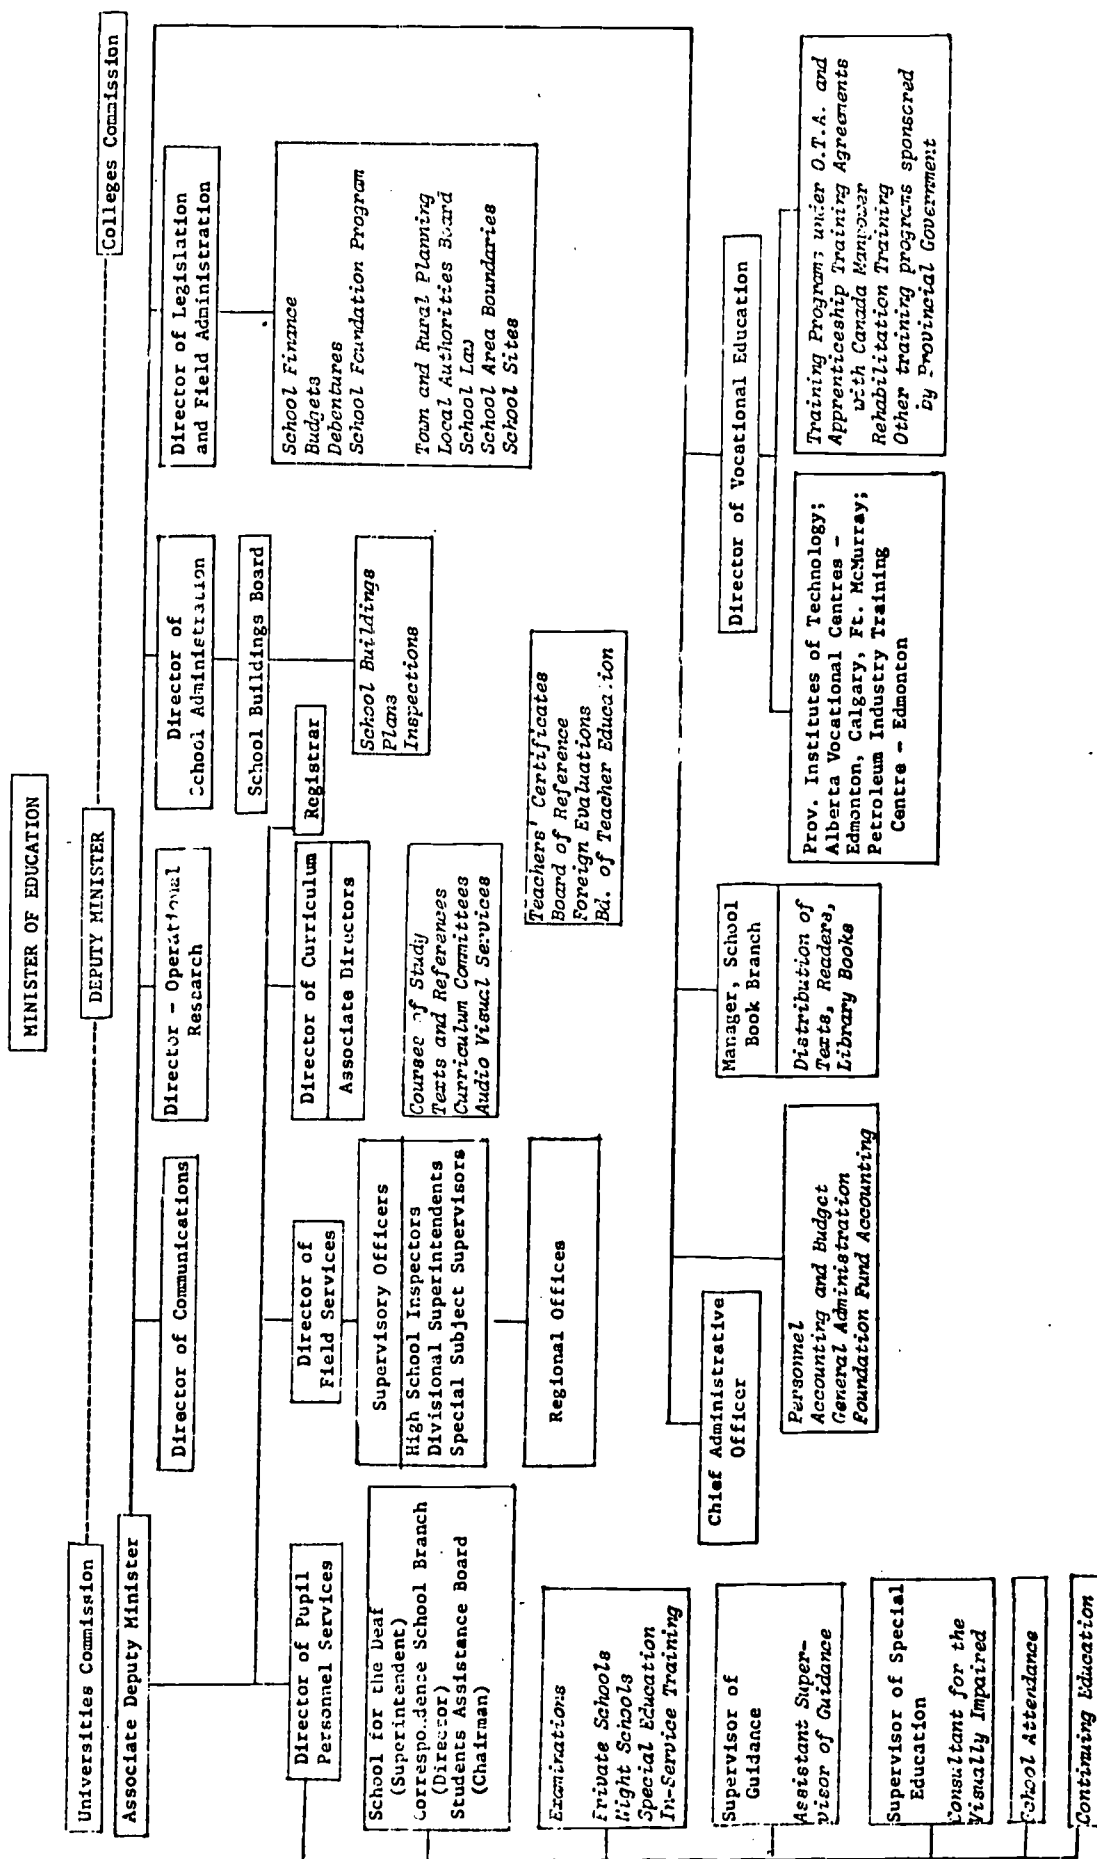 MINISTER OF EDUCATION
Universities Commission
DEPUTY MINISTER
Colleges Commission
Associate Deputy Minister
Director of Communications
Director - Operational
Research
Director of
School Administration
School Buildings Board
School Buildings
Plans
Inspections
Director of Legislation
and Field Administration
School Finance
Budgets
Debentures
School Foundation Program
Town and Rural Planning
Local Authorities Board
School Law
School Area Boundaries
School Sites
Director of Pupil
Personnel Services
School for the Deaf
(Superintendent)
Correspondence School Branch
(Director)
Students Assistance Board
(Chairman)
Examinations
Private Schools
Night Schools
Special Education
In-Service Training
Supervisor of
Guidance
Assistant Super-
visor of Guidance
Supervisor of Special
Education
Consultant for the
Visually Impaired
School Attendance
Continuing Education
Director of
Field Services
Supervisory Officers
High School Inspectors
Divisional Superintendents
Special Subject Supervisors
Regional Offices
Director of Curriculum
Associate Directors
Courses of Study
Texts and References
Curriculum Committees
Audio Visual Services
Registrar
Teachers' Certificates
Board of Reference
Foreign Evaluations
Bd. of Teacher Education
Chief Administrative
Officer
Personnel
Accounting and Budget
General Administration
Foundation Fund Accounting
Manager, School
Book Branch
Distribution of
Texts, Readers,
Library Books
Director of Vocational Education
Prov. Institutes of Technology;
Alberta Vocational Centres -
Edmonton, Calgary, Ft. McMurray;
Petroleum Industry Training
Centre - Edmonton
Training Programs under O.T.A. and
Apprenticeship Training Agreements
with Canada Manpower
Rehabilitation Training
Other training programs sponsored
by Provincial Government